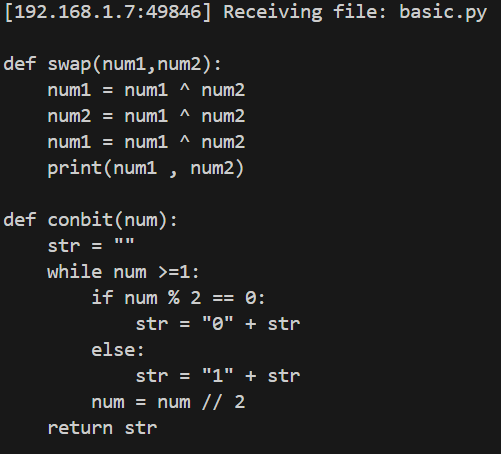 [192.168.1.7:49846] Receiving file: basic.py

def swap(num1,num2):
    num1 = num1 ^ num2
    num2 = num1 ^ num2
    num1 = num1 ^ num2
    print(num1 , num2)

def conbit(num):
    str = ""
    while num >=1:
        if num % 2 == 0:
            str = "0" + str
        else:
            str = "1" + str
        num = num // 2
    return str